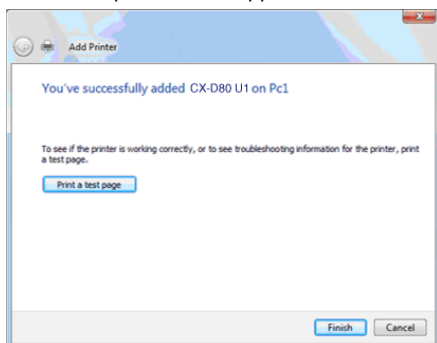 Add Printer
You've successfully added CX-D80 U1 on Pc1
To see if the printer is working correctly, or to see troubleshooting information for the printer, print
a test page.
Print a test page
Finish Cancel